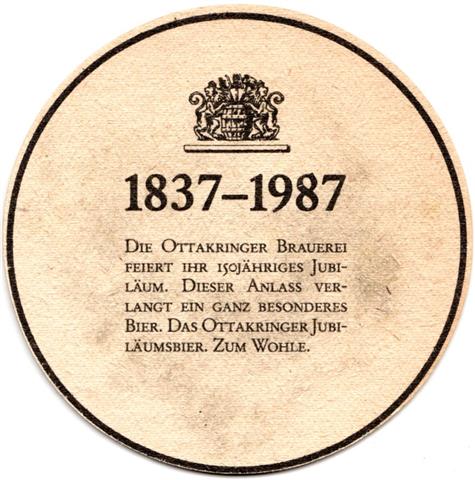 1837–1987
DIE OTTAKRINGER BRAUEREI
FEIERT IHR 150JÄHRIGES JUBI-
LÄUM. DIESER ANLASS VER-
LANGT EIN GANZ BESONDERES
BIER. DAS OTTAKRINGER JUBI-
LÄUMSBIER. ZUM WOHLE.